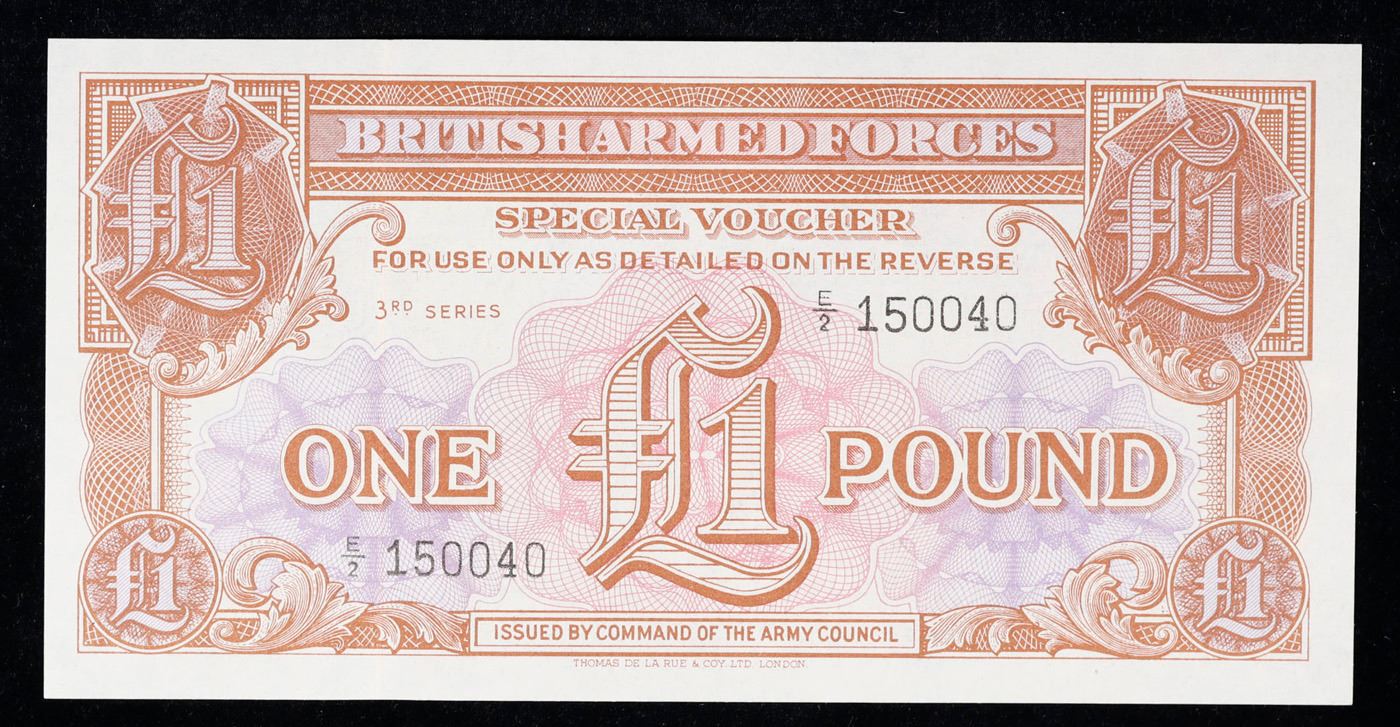 £1
£1
BRITISH ARMED FORCES
SPECIAL VOUCHER
FOR USE ONLY AS DETAILED ON THE REVERSE
3RD SERIES
E/2 150040
ONE £1 POUND
E/2 150040
£1
£1
ISSUED BY COMMAND OF THE ARMY COUNCIL
THOMAS DE LA RUE & COY. LTD. LONDON